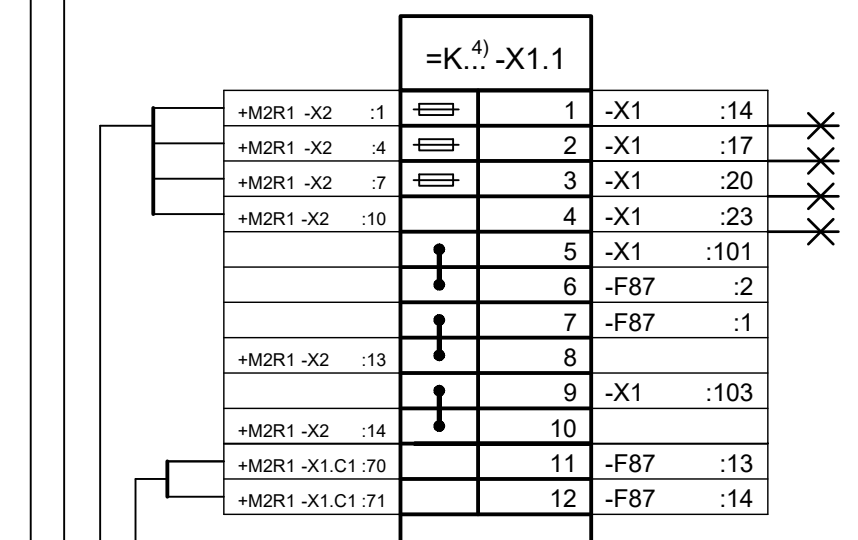 =K...4) -X1.1
+M2R1 -X2 :1 1 -X1 :14
+M2R1 -X2 :4 2 -X1 :17
+M2R1 -X2 :7 3 -X1 :20
+M2R1 -X2 :10 4 -X1 :23
5 -X1 :101
6 -F87 :2
7 -F87 :1
+M2R1 -X2 :13 8
9 -X1 :103
+M2R1 -X2 :14 10
+M2R1 -X1.C1 :70 11 -F87 :13
+M2R1 -X1.C1 :71 12 -F87 :14